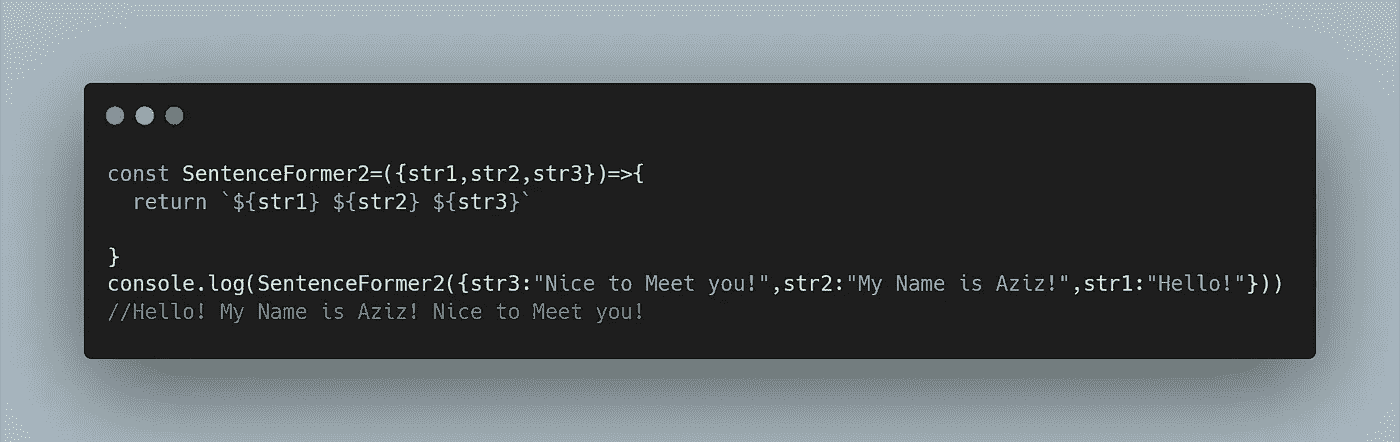 const SentenceFormer2=({str1,str2,str3})=>{
  return `${str1} ${str2} ${str3}`
}
console.log(SentenceFormer2({str3:"Nice to Meet you!",str2:"My Name is Aziz!",str1:"Hello!"}))
//Hello! My Name is Aziz! Nice to Meet you!